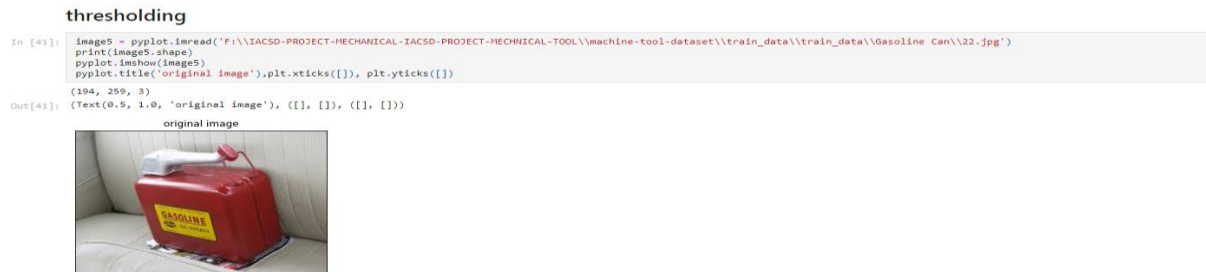 thresholding
In [41]: image5 = pyplot.imread('F:\\IACSD-PROJECT-MECHANICAL-IACSD-PROJECT-MECHNICAL-TOOL\\machine-tool-dataset\\train_data\\train_data\\Gasoline Can\\22.jpg')
print(image5.shape)
pyplot.imshow(image5)
pyplot.title('original image'),plt.xticks([]), plt.yticks([])
(194, 259, 3)
Out[41]: (Text(0.5, 1.0, 'original image'), ([], []), ([], []))
original image
GASOLINE